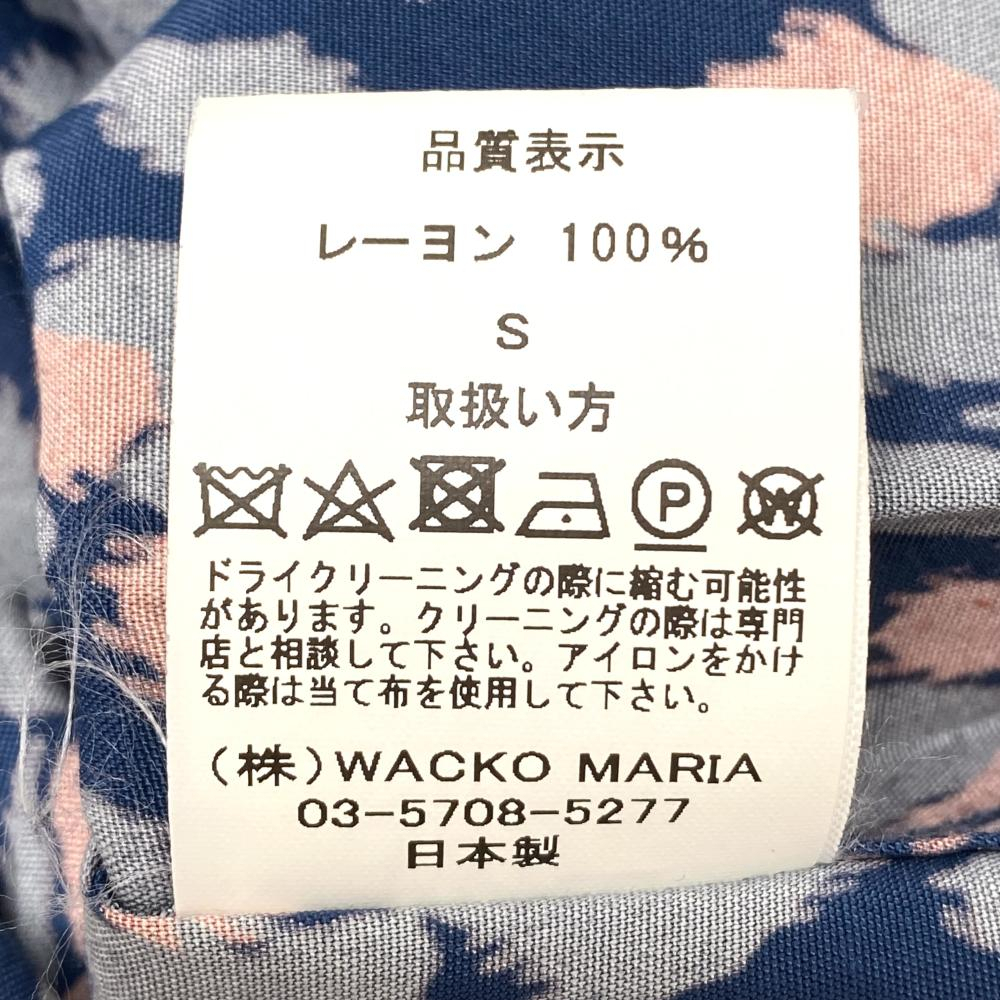 品質表示
レーヨン 100%
S
取扱い方
P W
ドライクリーニングの際に縮む可能性
があります。クリーニングの際は専門
店と相談して下さい。アイロンをかけ
る際は当て布を使用して下さい。
(株)WACKO MARIA
03-5708-5277
日本製